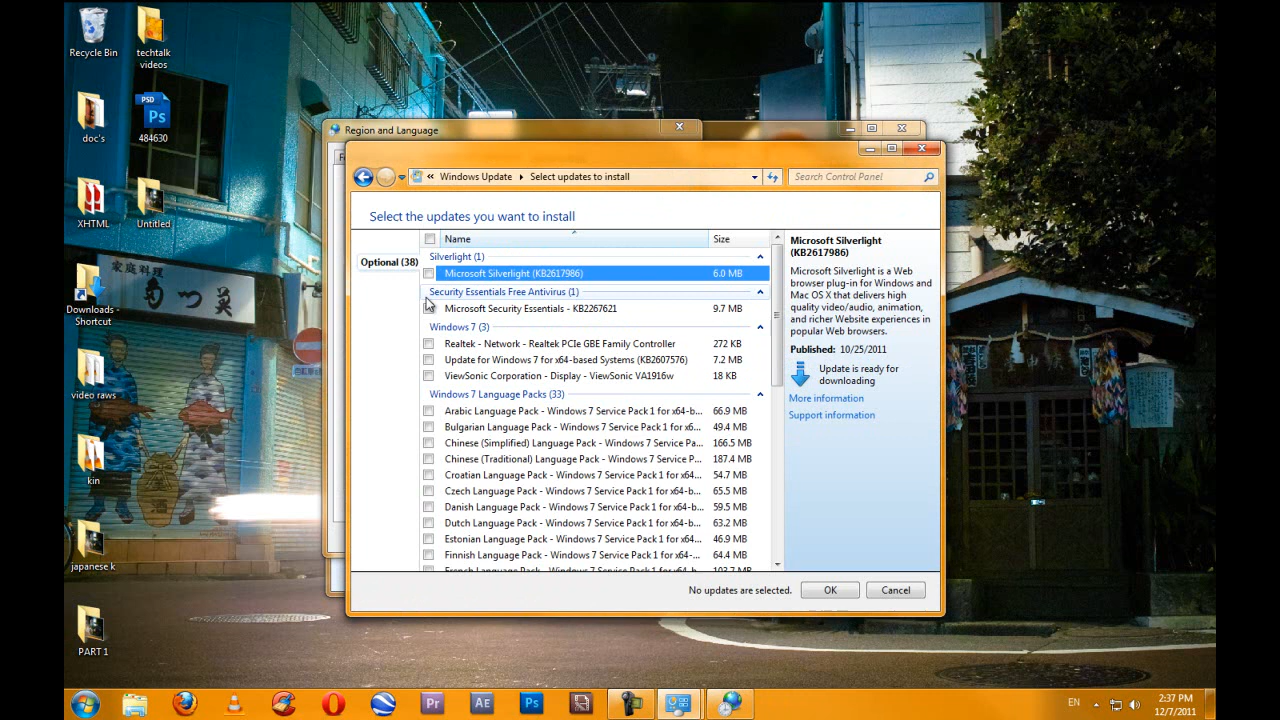 Recycle Bin
techtalk
videos
doc's
PSD
Ps
484630
XHTML
Untitled
Downloads -
Shortcut
video raws
kin
japanese k
PART 1
家庭料理
Region and Language
« Windows Update ▸ Select updates to install
Search Control Panel
Select the updates you want to install
Optional (38)
Name Size
Silverlight (1)
Microsoft Silverlight (KB2617986) 6.0 MB
Security Essentials Free Antivirus (1)
Microsoft Security Essentials - KB2267621 9.7 MB
Windows 7 (3)
Realtek - Network - Realtek PCIe GBE Family Controller 272 KB
Update for Windows 7 for x64-based Systems (KB2607576) 7.2 MB
ViewSonic Corporation - Display - ViewSonic VA1916w 18 KB
Windows 7 Language Packs (33)
Arabic Language Pack - Windows 7 Service Pack 1 for x64-b... 66.9 MB
Bulgarian Language Pack - Windows 7 Service Pack 1 for x6... 49.4 MB
Chinese (Simplified) Language Pack - Windows 7 Service Pa... 166.5 MB
Chinese (Traditional) Language Pack - Windows 7 Service P... 187.4 MB
Croatian Language Pack - Windows 7 Service Pack 1 for x64-... 54.7 MB
Czech Language Pack - Windows 7 Service Pack 1 for x64-b... 65.5 MB
Danish Language Pack - Windows 7 Service Pack 1 for x64-b... 59.5 MB
Dutch Language Pack - Windows 7 Service Pack 1 for x64-b... 63.2 MB
Estonian Language Pack - Windows 7 Service Pack 1 for x64... 46.9 MB
Finnish Language Pack - Windows 7 Service Pack 1 for x64-... 64.4 MB
Microsoft Silverlight
(KB2617986)
Microsoft Silverlight is a Web
browser plug-in for Windows and
Mac OS X that delivers high
quality video/audio, animation,
and richer Website experiences in
popular Web browsers.
Published: 10/25/2011
Update is ready for
downloading
More information
Support information
No updates are selected.
OK
Cancel
Pr
AE
Ps
EN
2:37 PM
12/7/2011